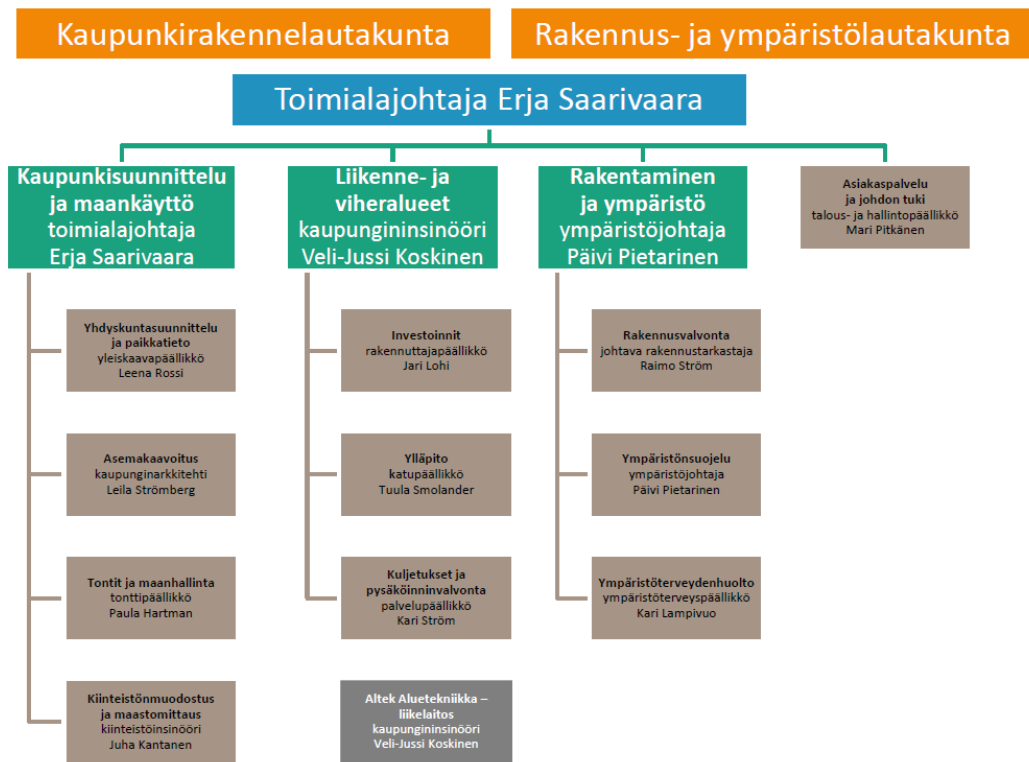 Kaupunkirakennelautakunta
Rakennus- ja ympäristölautakunta
Toimialajohtaja Erja Saarivaara
Kaupunkisuunnittelu
ja maankäyttö
toimialajohtaja
Erja Saarivaara
Liikenne- ja
viheralueet
kaupungininsinööri
Veli-Jussi Koskinen
Rakentaminen
ja ympäristö
ympäristöjohtaja
Päivi Pietarinen
Asiakaspalvelu
ja johdon tuki
talous- ja hallintopäällikkö
Mari Pitkänen
Yhdyskuntasuunnittelu
ja paikkatieto
yleiskaavapäällikkö
Leena Rossi
Investoinnit
rakennuttajapäällikkö
Jari Lohi
Rakennusvalvonta
johtava rakennustarkastaja
Raimo Ström
Asemakaavoitus
kaupunginarkkitehti
Leila Strömberg
Ylläpito
katupäällikkö
Tuula Smolander
Ympäristönsuojelu
ympäristöjohtaja
Päivi Pietarinen
Tontit ja maanhallinta
tonttipäällikkö
Paula Hartman
Kuljetukset ja
pysäköinninvalvonta
palvelupäällikkö
Kari Ström
Ympäristöterveydenhuolto
ympäristöterveyspäällikkö
Kari Lampivuo
Kiinteistönmuodostus
ja maastomittaus
kiinteistöinsinööri
Juha Kantanen
Altek Aluetekniikka –
liikelaitos
kaupungininsinööri
Veli-Jussi Koskinen